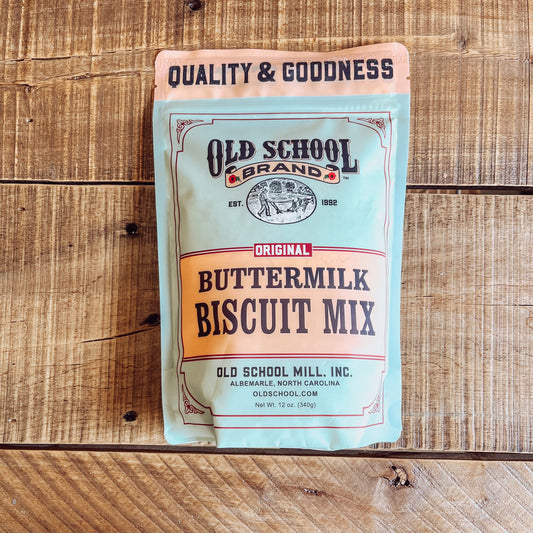 QUALITY & GOODNESS
OLD SCHOOL
BRAND
TM
EST. 1992
ORIGINAL
BUTTERMILK
BISCUIT MIX
OLD SCHOOL MILL, INC.
ALBEMARLE, NORTH CAROLINA
OLDSCHOOL.COM
Net Wt. 12 oz. (340g)